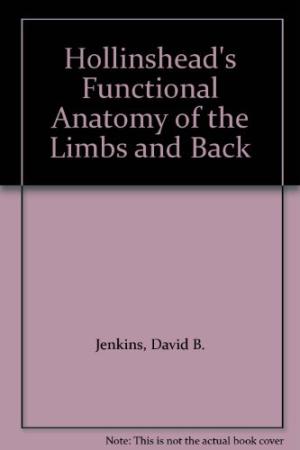 Hollinshead's
Functional
Anatomy of the
Limbs and Back
Jenkins, David B.
Note: This is not the actual book cover